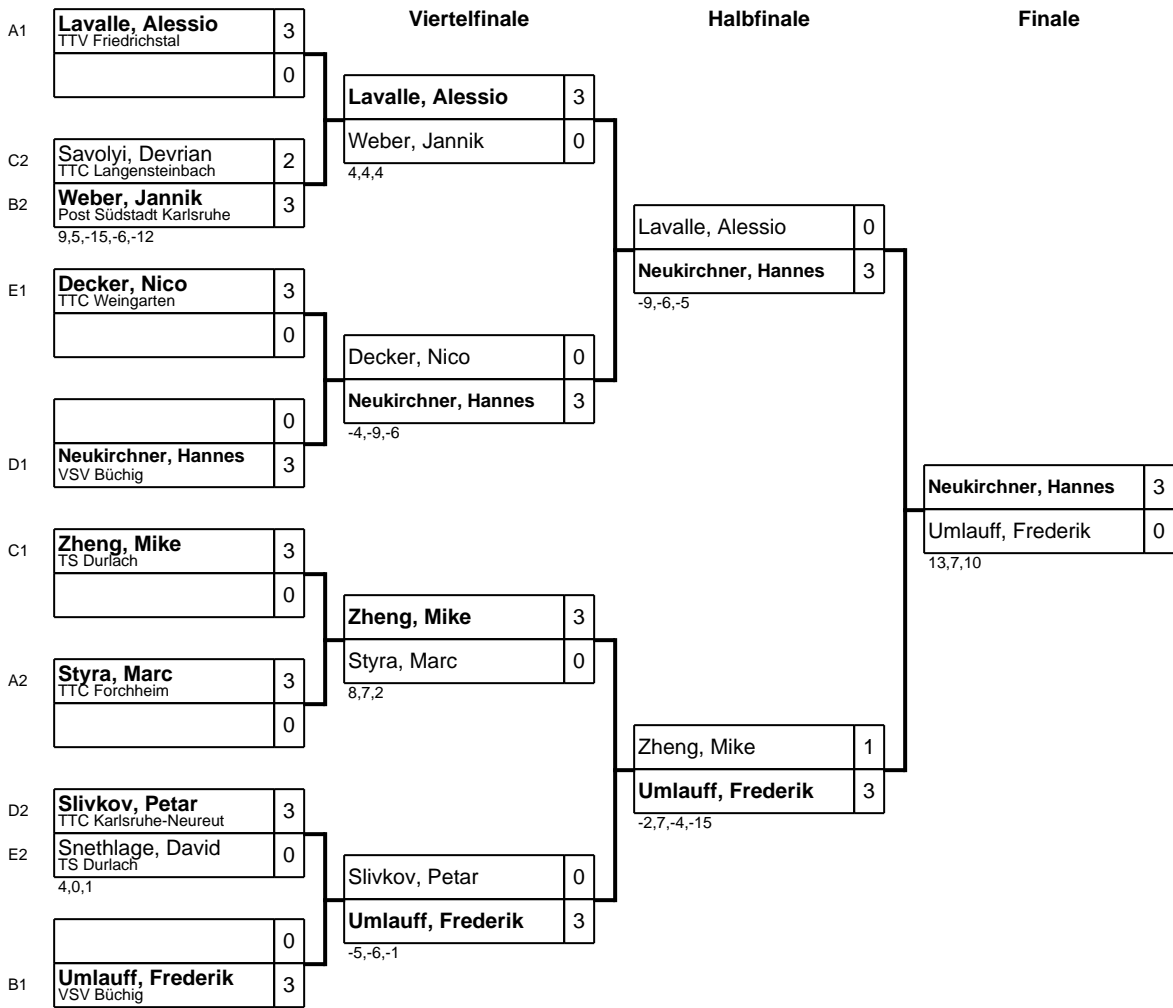 Viertelfinale
Halbfinale
Finale
A1
Lavalle, Alessio
TTV Friedrichstal
3
0
C2
Savolyi, Devrian
TTC Langensteinbach
2
B2
Weber, Jannik
Post Südstadt Karlsruhe
3
9,5,-15,-6,-12
E1
Decker, Nico
TTC Weingarten
3
0
0
D1
Neukirchner, Hannes
VSV Büchig
3
C1
Zheng, Mike
TS Durlach
3
0
A2
Styra, Marc
TTC Forchheim
3
0
D2
Slivkov, Petar
TTC Karlsruhe-Neureut
3
E2
Snethlage, David
TS Durlach
0
4,0,1
0
B1
Umlauff, Frederik
VSV Büchig
3
Lavalle, Alessio 3
Weber, Jannik 0
4,4,4
Decker, Nico 0
Neukirchner, Hannes 3
-4,-9,-6
Zheng, Mike 3
Styra, Marc 0
8,7,2
Slivkov, Petar 0
Umlauff, Frederik 3
-5,-6,-1
Lavalle, Alessio 0
Neukirchner, Hannes 3
-9,-6,-5
Zheng, Mike 1
Umlauff, Frederik 3
-2,7,-4,-15
Neukirchner, Hannes 3
Umlauff, Frederik 0
13,7,10